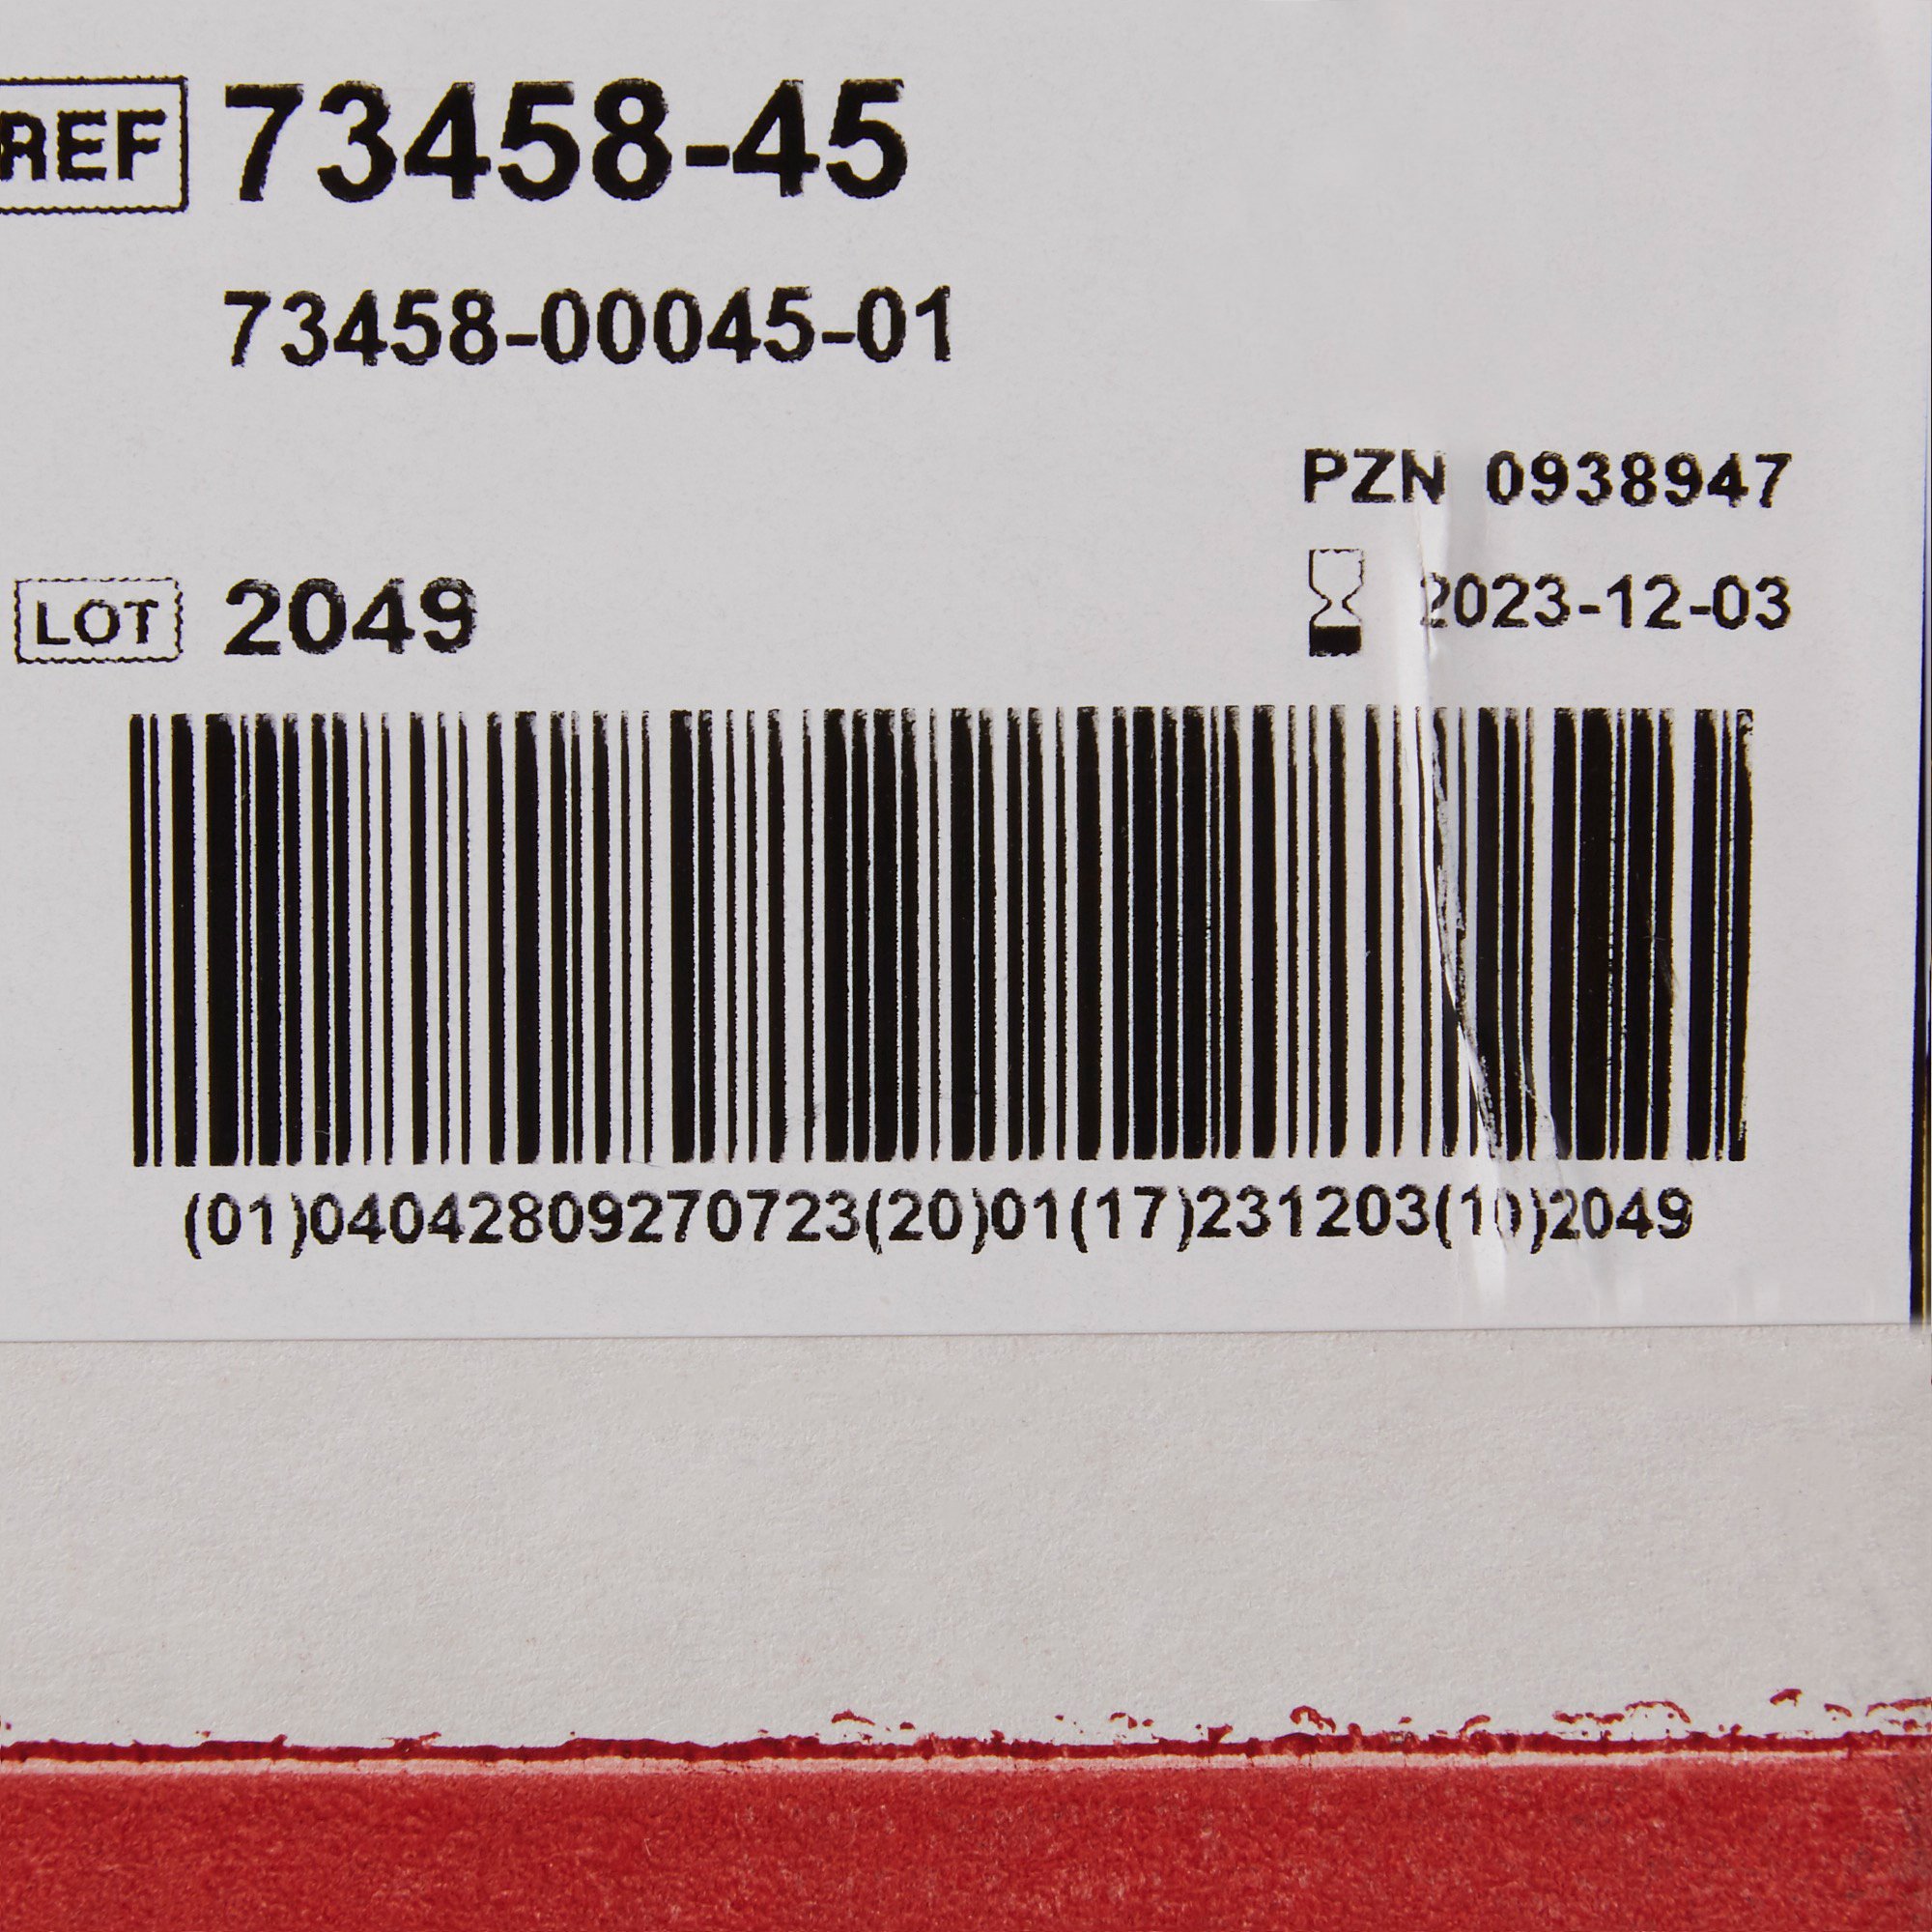 REF 73458-45
73458-00045-01
PZN 0938947
LOT 2049
2023-12-03
(01)04042809270723(20)01(17)231203(10)2049